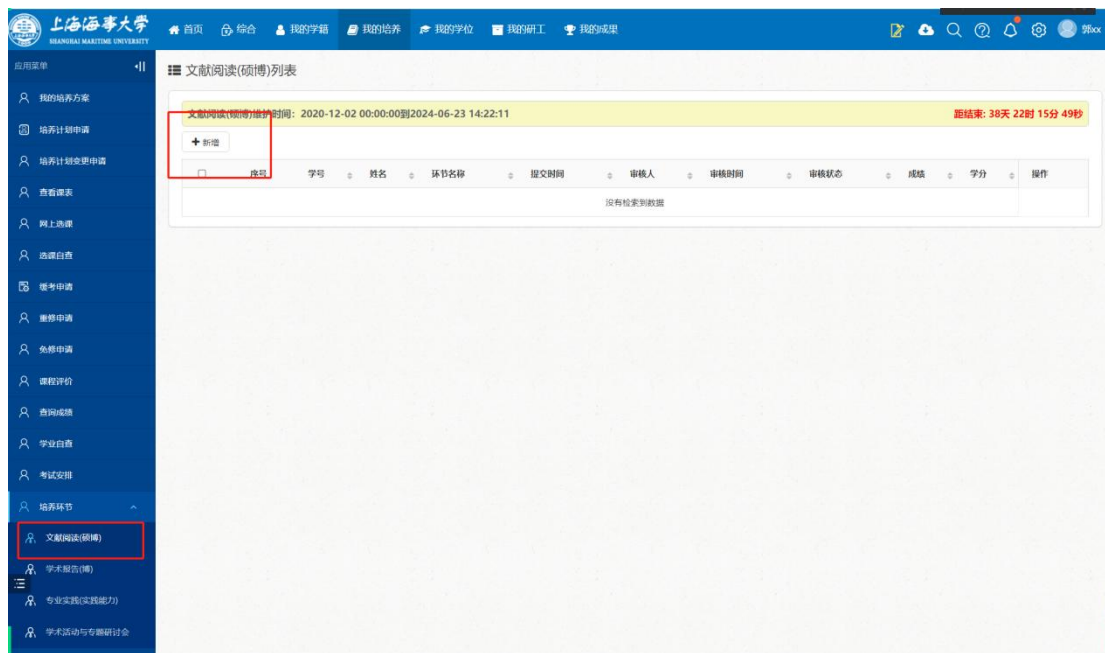 上海海事大学
SHANGHAI MARITIME UNIVERSITY
首页 综合 我的学籍 我的培养 我的学位 我的研工 我的成果
应用菜单
我的培养方案
培养计划申请
培养计划变更申请
查看课表
网上选课
选课自查
缓考申请
重修申请
免修申请
课程评价
查询成绩
学业自查
考试安排
培养环节
文献阅读(硕博)
学术报告(博)
专业实践(实践能力)
学术活动与专题研讨会
文献阅读(硕博)列表
文献阅读(硕博)维护时间：2020-12-02 00:00:00到2024-06-23 14:22:11 距结束: 38天 22时 15分 49秒
新增
序号 学号 姓名 环节名称 提交时间 审核人 审核时间 审核状态 成绩 学分 操作
没有检索到数据